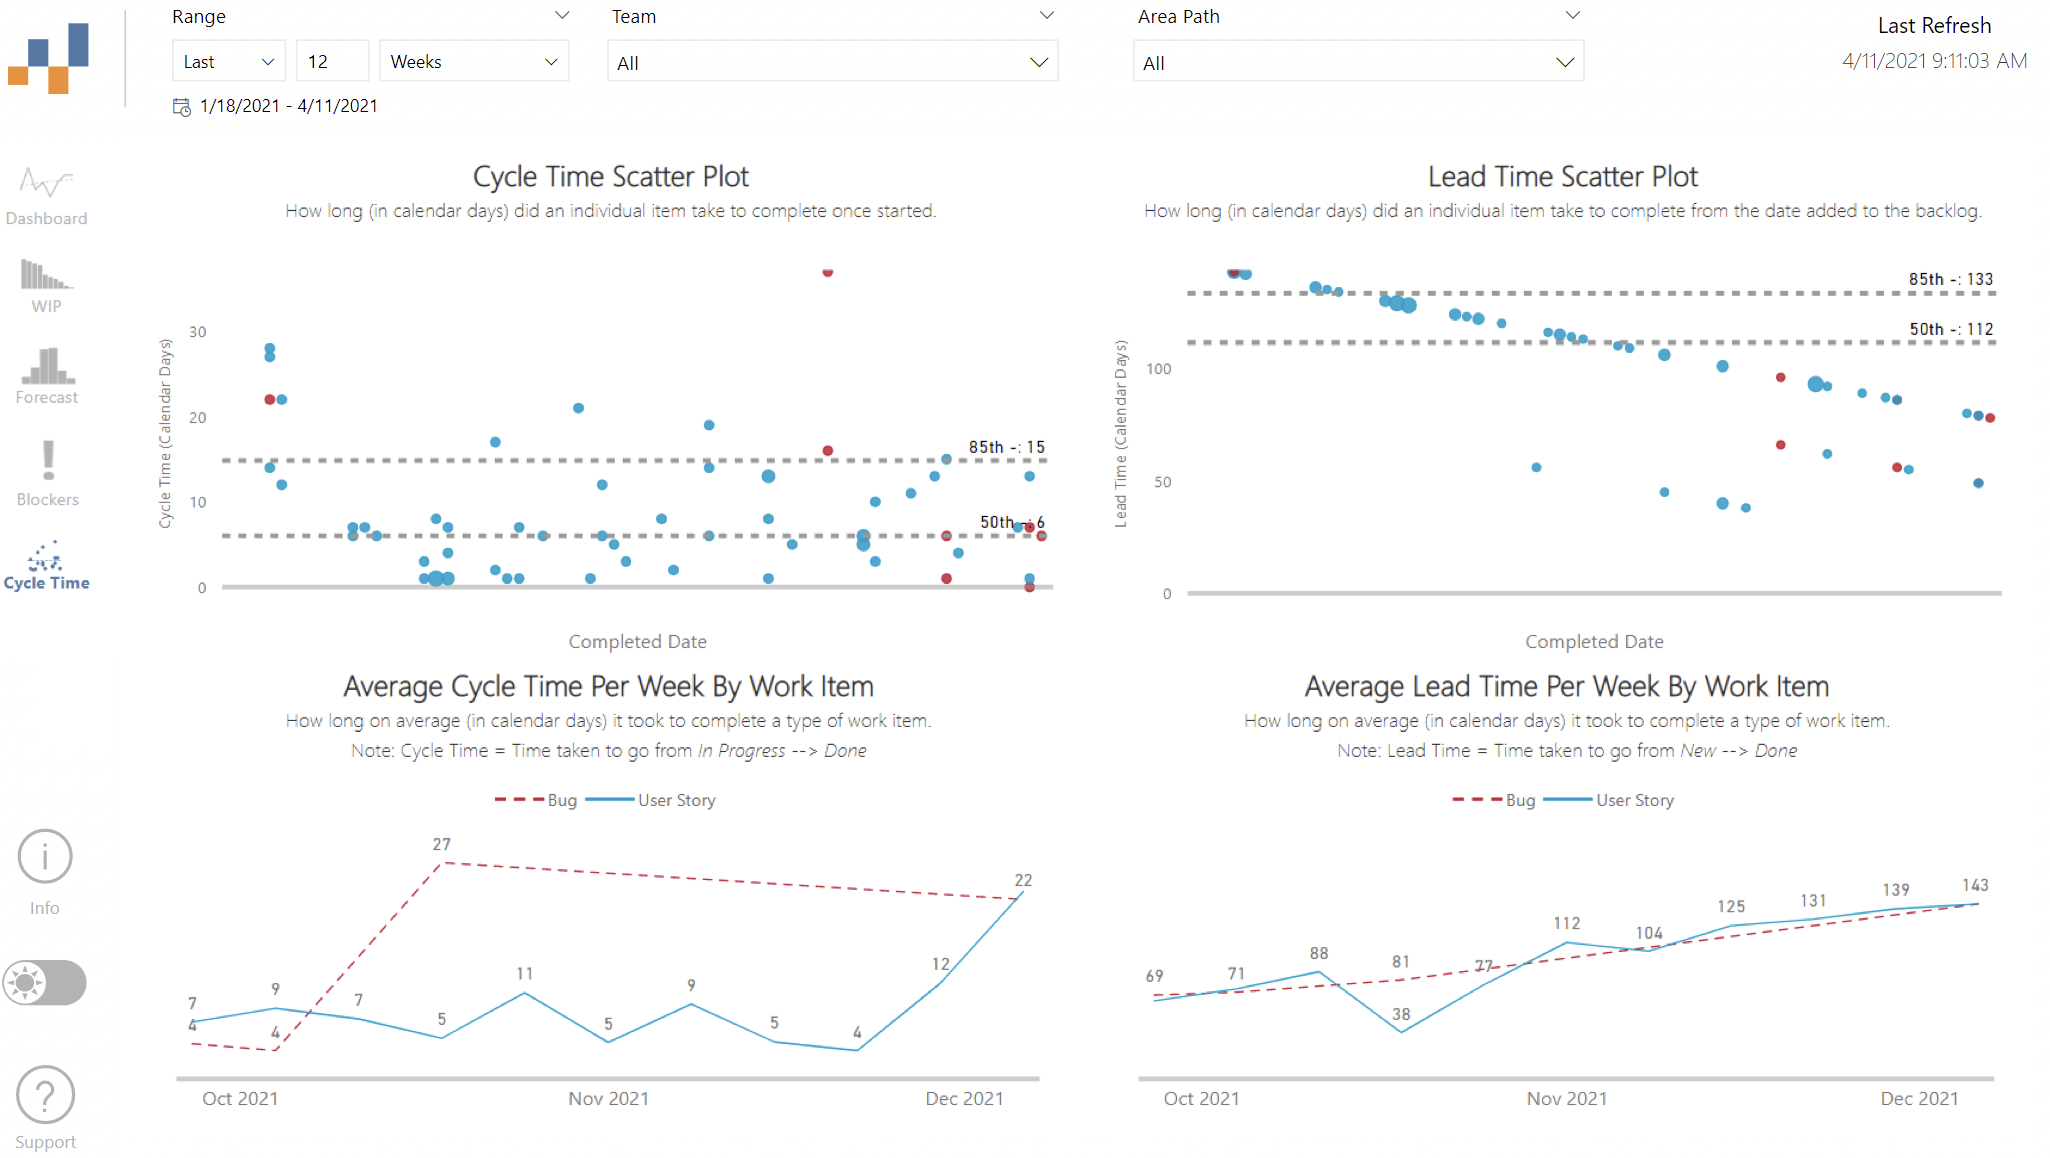 Range
Team
Area Path
Last Refresh
Last
12
Weeks
All
All
4/11/2021 9:11:03 AM
1/18/2021 - 4/11/2021
Dashboard
WIP
Forecast
Blockers
Cycle Time
Info
Support
Cycle Time Scatter Plot
How long (in calendar days) did an individual item take to complete once started.
Cycle Time (Calendar Days)
30
20
10
0
85th -: 15
50th -: 6
Completed Date
Lead Time Scatter Plot
How long (in calendar days) did an individual item take to complete from the date added to the backlog.
Lead Time (Calendar Days)
100
50
0
85th -: 133
50th -: 112
Completed Date
Average Cycle Time Per Week By Work Item
How long on average (in calendar days) it took to complete a type of work item.
Note: Cycle Time = Time taken to go from In Progress --> Done
Bug User Story
27
22
7
4
9
4
7
5
11
5
9
5
4
12
Oct 2021 Nov 2021 Dec 2021
Average Lead Time Per Week By Work Item
How long on average (in calendar days) it took to complete a type of work item.
Note: Lead Time = Time taken to go from New --> Done
Bug User Story
69
71
88
81
38
77
112
104
125
131
139
143
Oct 2021 Nov 2021 Dec 2021